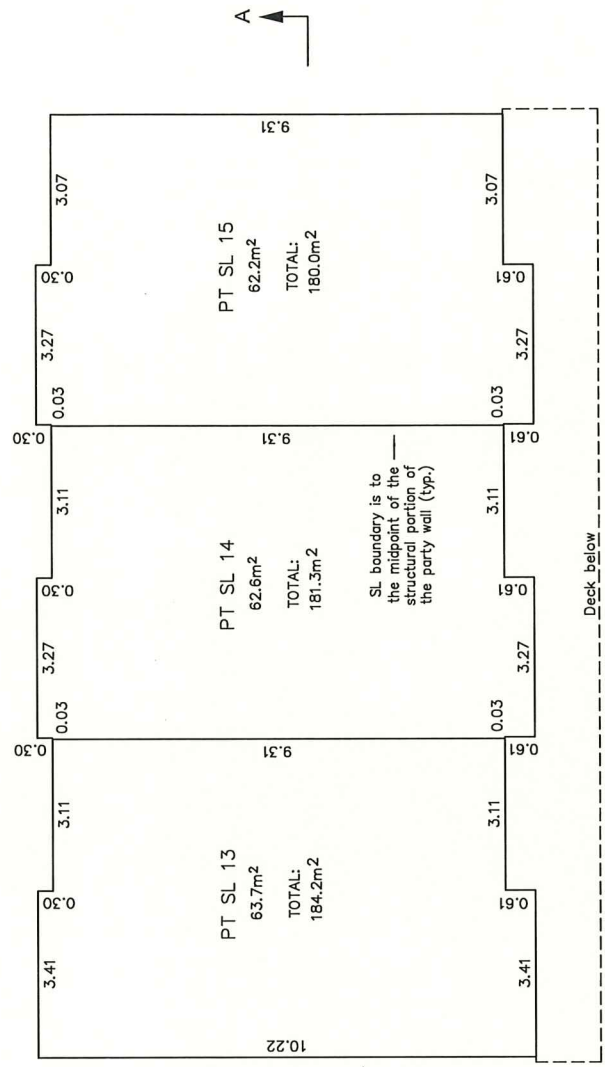 A
0.30
3.27
0.03
0.30
3.07
9.31
PT SL 15
62.2m²
TOTAL:
180.0m²
3.07
0.61
3.27
0.03
0.61
0.30
3.27
0.03
0.30
3.11
9.31
PT SL 14
62.6m²
TOTAL:
181.3m²
SL boundary is to
the midpoint of the
structural portion of
the party wall (typ.)
3.11
0.61
3.27
0.03
0.61
0.30
3.41
3.11
9.31
10.22
PT SL 13
63.7m²
TOTAL:
184.2m²
3.11
0.61
3.41
Deck below